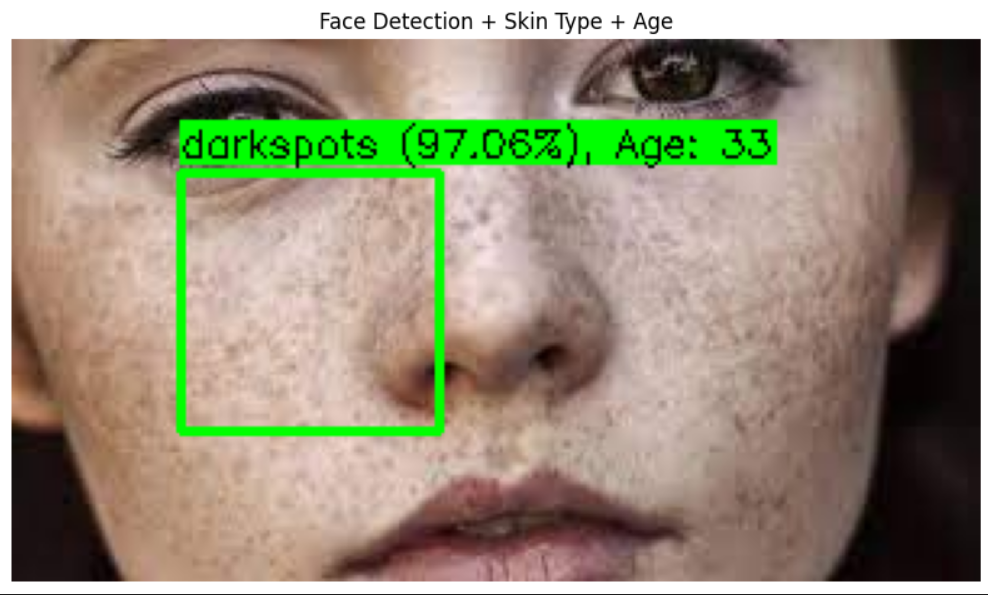 Face Detection + Skin Type + Age
darkspots (97.06%), Age: 33